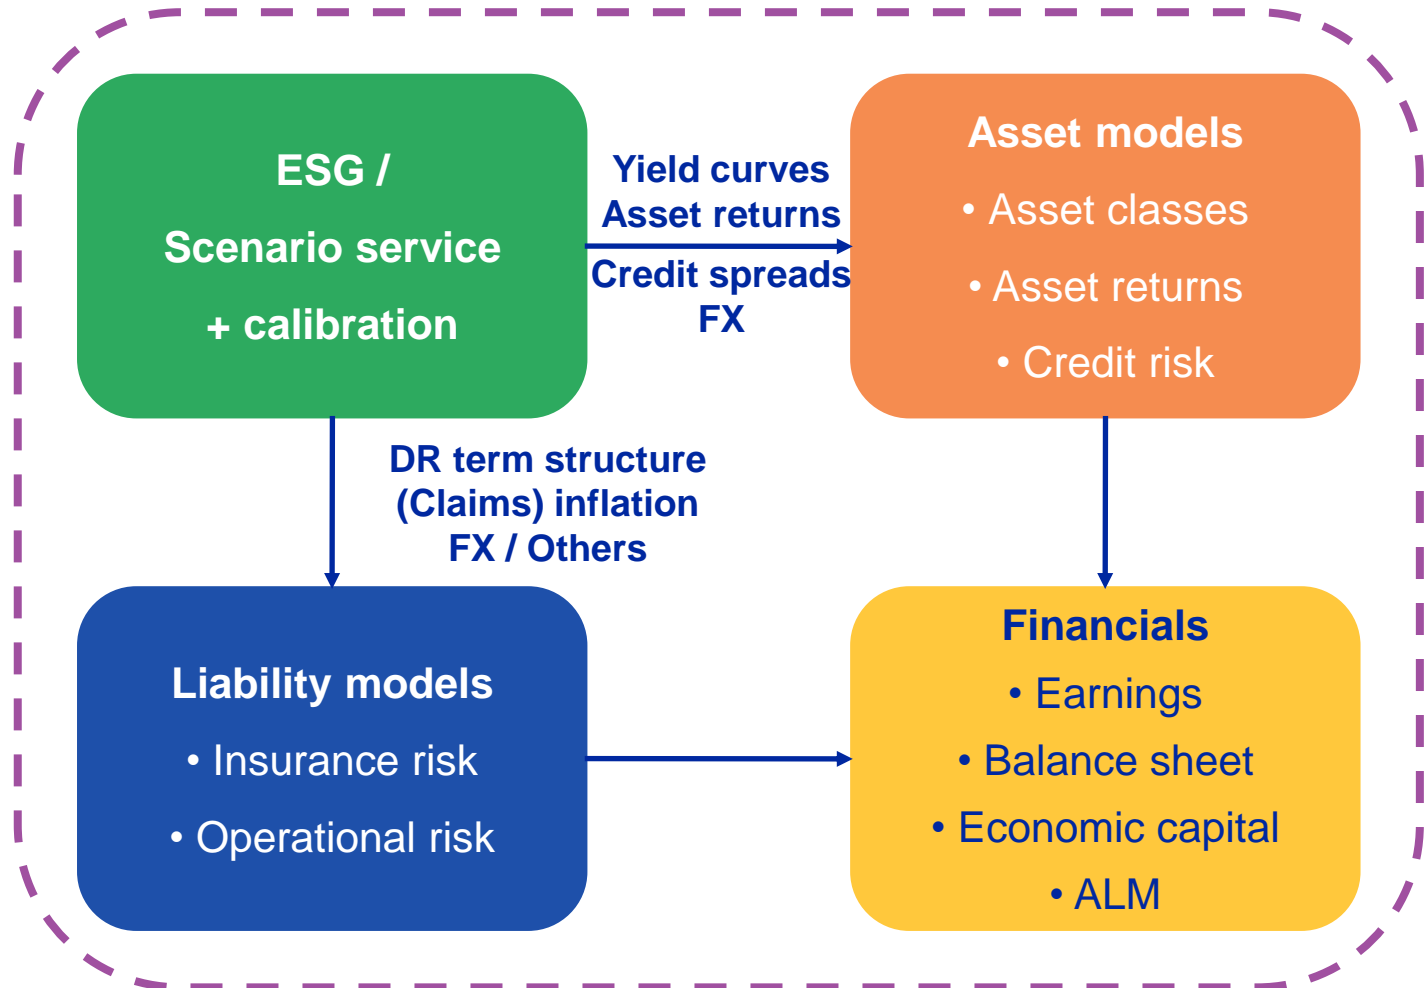 ESG /
Scenario service
+ calibration
Yield curves
Asset returns
Credit spreads
FX
Asset models
• Asset classes
• Asset returns
• Credit risk
DR term structure
(Claims) inflation
FX / Others
Liability models
• Insurance risk
• Operational risk
Financials
• Earnings
• Balance sheet
• Economic capital
• ALM